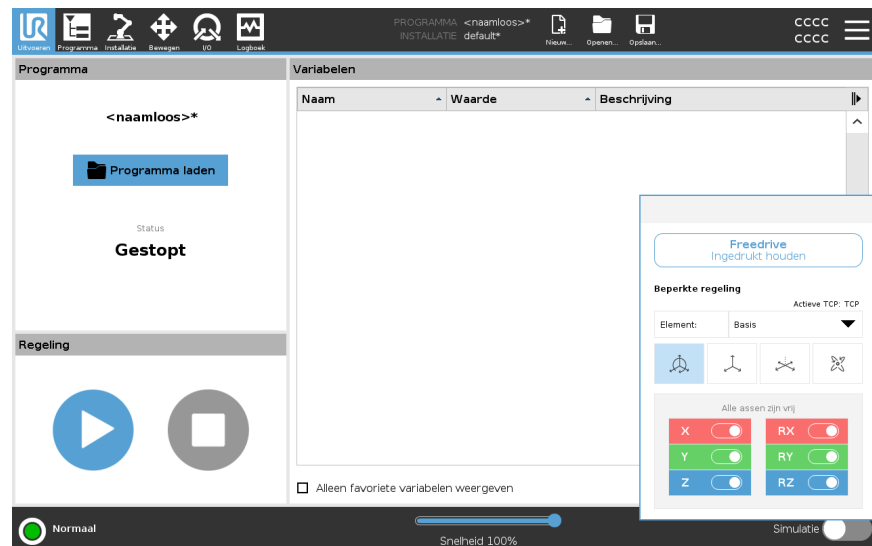 UR
Uitvoeren Programma Installatie Bewegen I/O Logboek
PROGRAMMA <naamloos>*
INSTALLATIE default*
Nieuw... Openen... Opslaan...
CCCC
CCCC
Programma
<naamloos>*
Programma laden
Status
Gestopt
Regeling
Variabelen
Naam Waarde Beschrijving
Alleen favoriete variabelen weergeven
Freedrive
Ingedrukt houden
Beperkte regeling
Actieve TCP: TCP
Element: Basis
Alle assen zijn vrij
X RX
Y RY
Z RZ
Normaal
Snelheid 100%
Simulatie